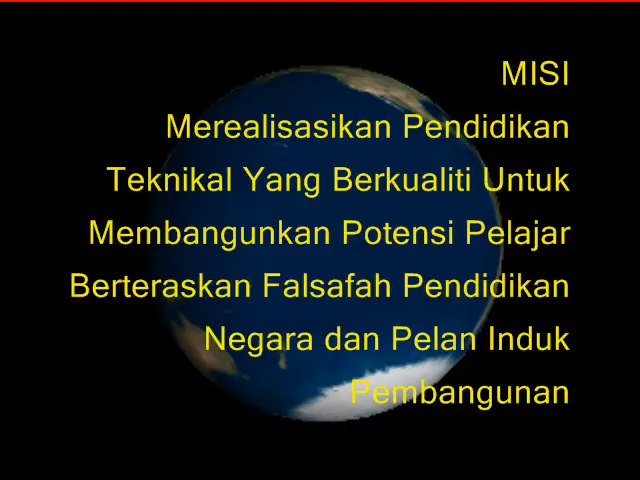 MISI
Merealisasikan Pendidikan
Teknikal Yang Berkualiti Untuk
Membangunkan Potensi Pelajar
Berteraskan Falsafah Pendidikan
Negara dan Pelan Induk
Pembangunan